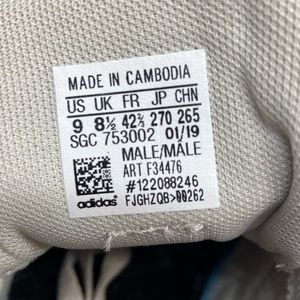 MADE IN CAMBODIA
US UK FR JP CHN
9 8½ 42⅔ 270 265
SGC 753002 01/19
MALE/MALE
ART F34476
#122088246
adidas® FJGHZQB>00262